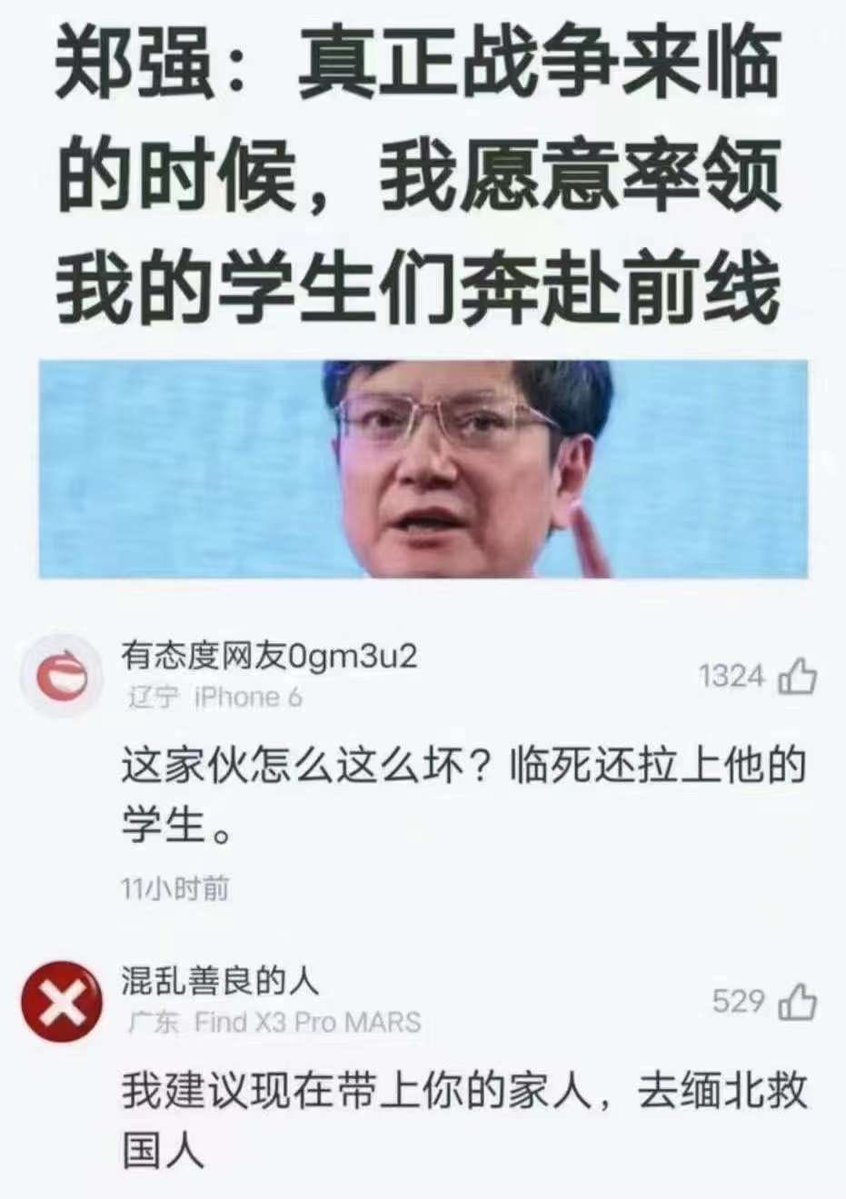 郑强：真正战争来临
的时候，我愿意率领
我的学生们奔赴前线
有态度网友0gm3u2
辽宁 iPhone 6
1324
这家伙怎么这么坏？临死还拉上他的
学生。
11小时前
混乱善良的人
广东 Find X3 Pro MARS
529
我建议现在带上你的家人，去缅北救
国人